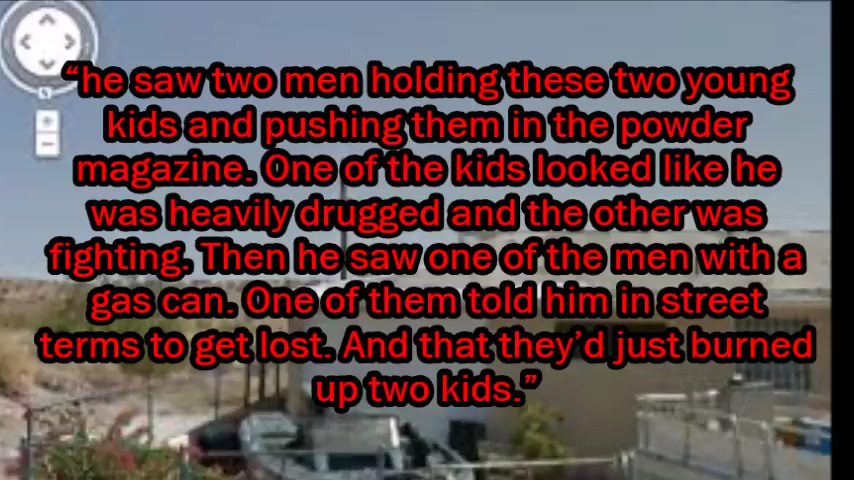 “he saw two men holding these two young
kids and pushing them in the powder
magazine. One of the kids looked like he
was heavily drugged and the other was
fighting. Then he saw one of the men with a
gas can. One of them told him in street
terms to get lost. And that they’d just burned
up two kids.”